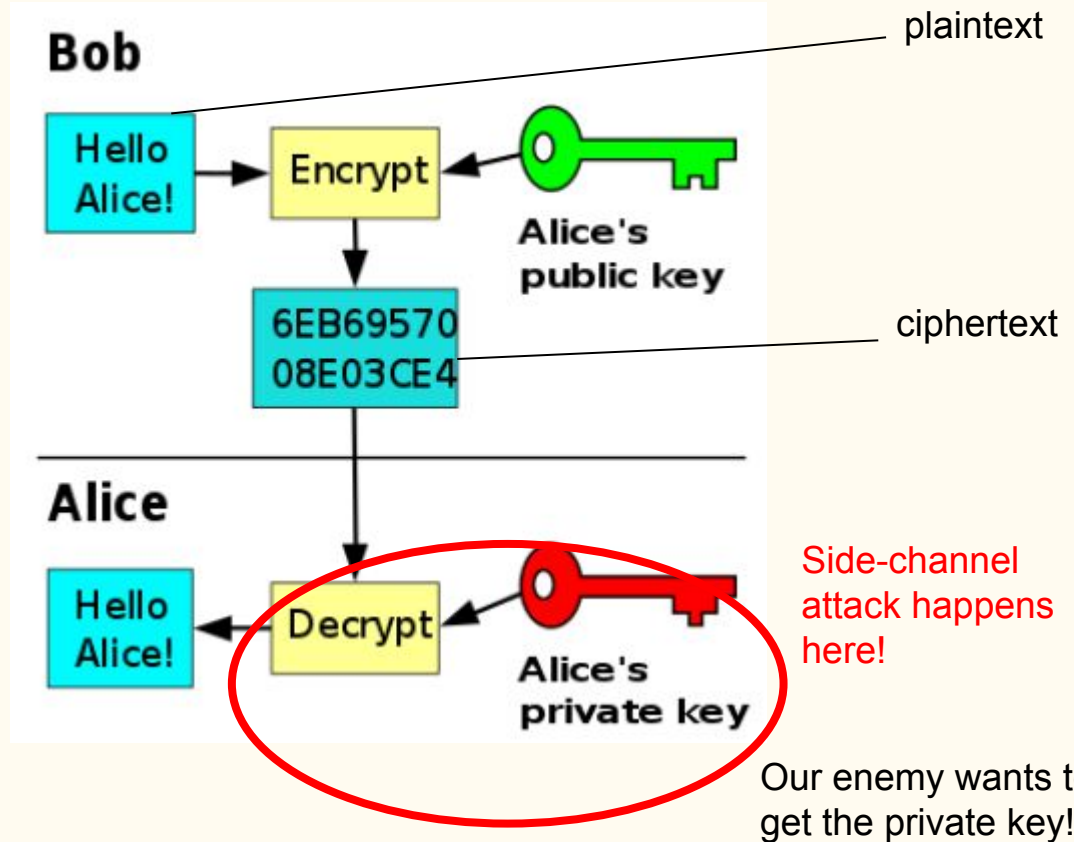 plaintext
Bob
Hello
Alice!
Encrypt
Alice's
public key
6EB69570
08E03CE4
ciphertext
Alice
Hello
Alice!
Decrypt
Alice's
private key
Side-channel
attack happens
here!
Our enemy wants t
get the private key!